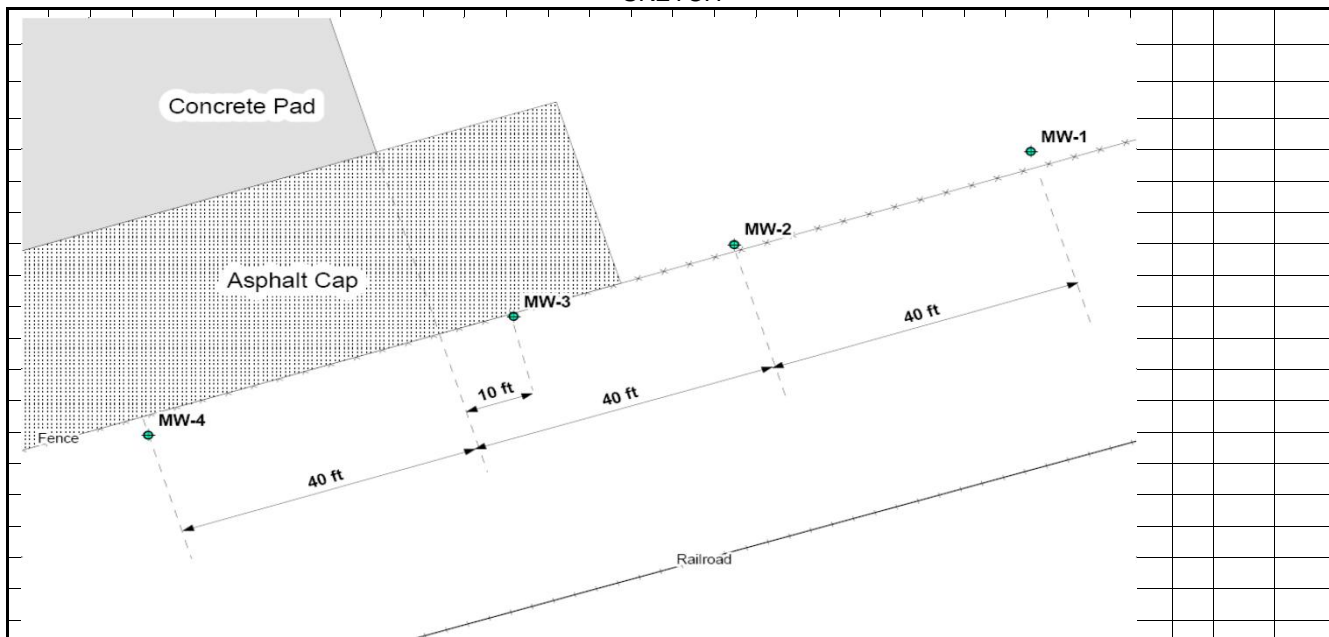 Concrete Pad
MW-1
MW-2
Asphalt Cap
MW-3
40 ft
10 ft
40 ft
MW-4
Fence
40 ft
Railroad